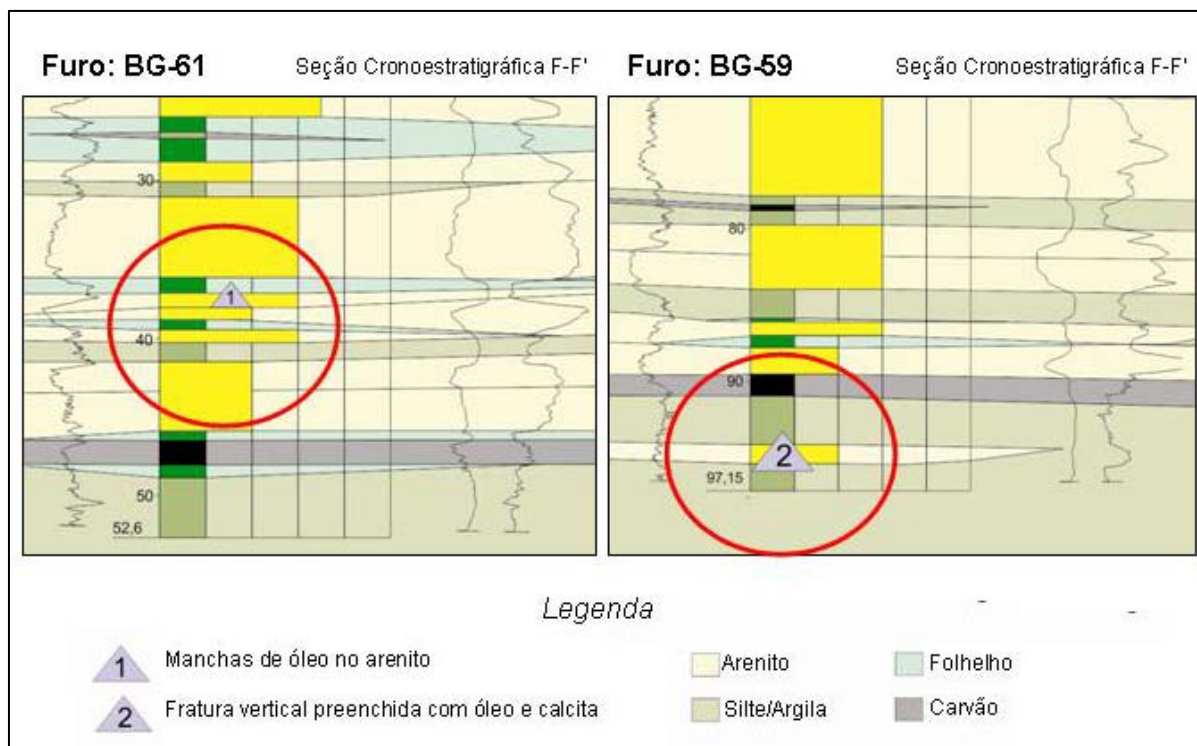 Furo: BG-61 Seção Cronoestratigráfica F-F'
Furo: BG-59 Seção Cronoestratigráfica F-F'
30
1
40
50
52,6
80
90
2
97,15
Legenda
1 Manchas de óleo no arenito
2 Fratura vertical preenchida com óleo e calcita
Arenito Folhelho
Silte/Argila Carvão